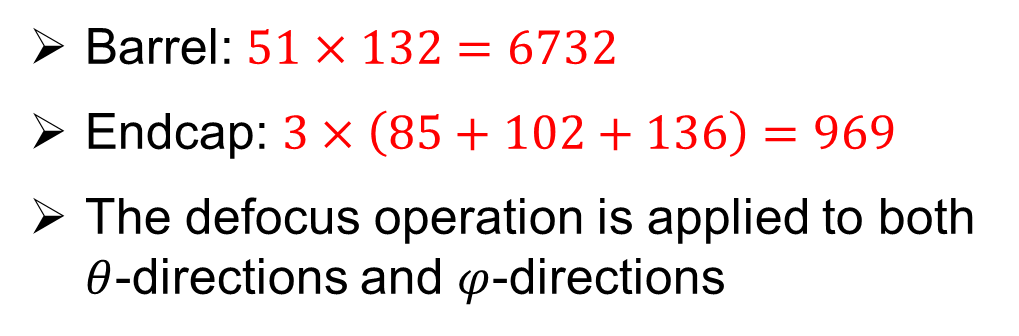 ➢ Barrel: 51 × 132 = 6732
➢ Endcap: 3 × (85 + 102 + 136) = 969
➢ The defocus operation is applied to both
θ-directions and φ-directions